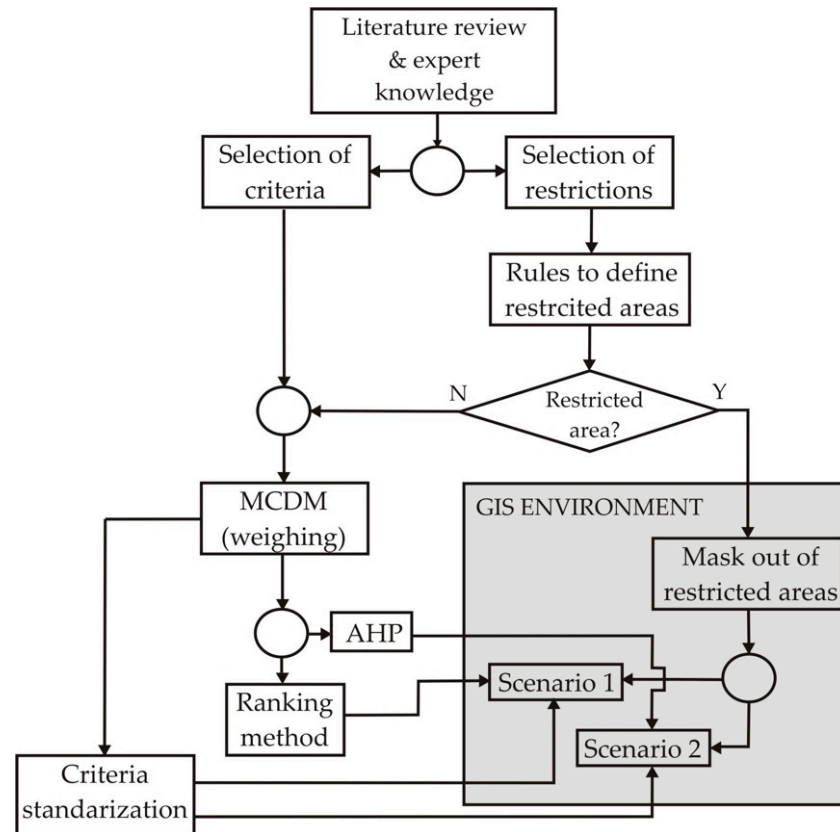 Literature review
& expert
knowledge
Selection of
criteria
Selection of
restrictions
Rules to define
restrcited areas
N
Restricted
area?
Y
MCDM
(weighing)
GIS ENVIRONMENT
Mask out of
restricted areas
AHP
Scenario 1
Ranking
method
Scenario 2
Criteria
standarization